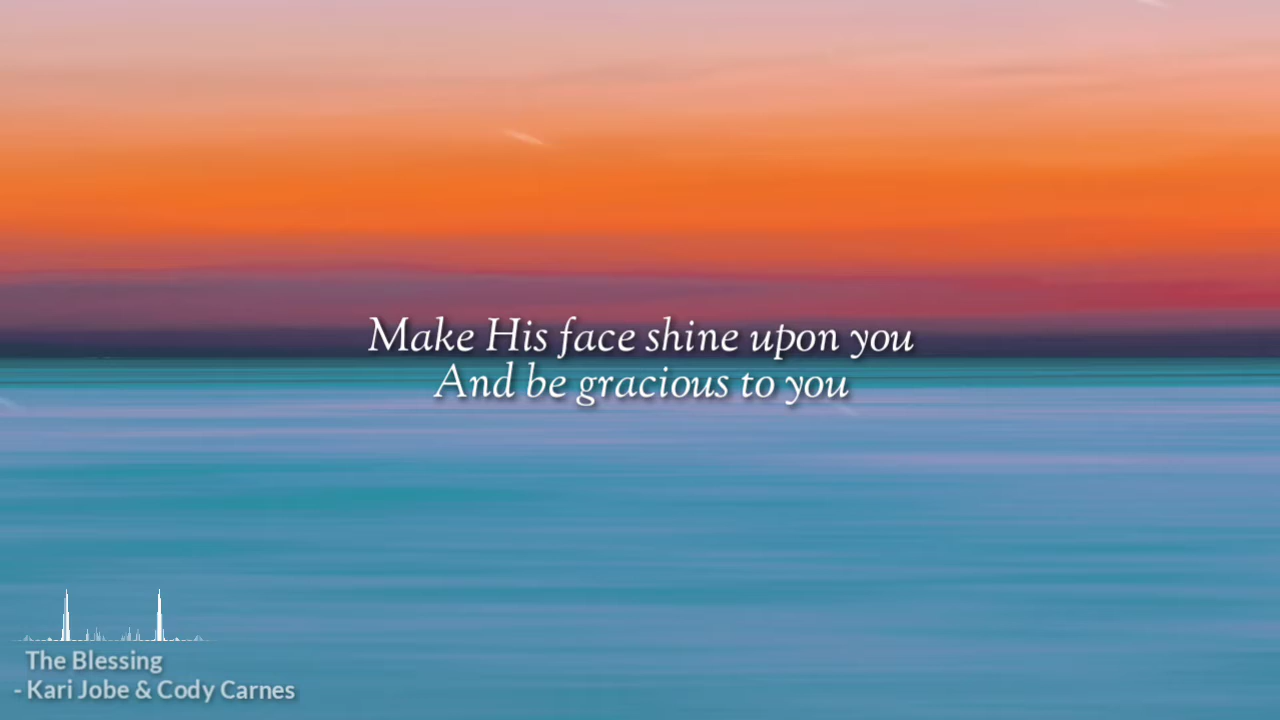 Make His face shine upon you
And be gracious to you
The Blessing
- Kari Jobe & Cody Carnes